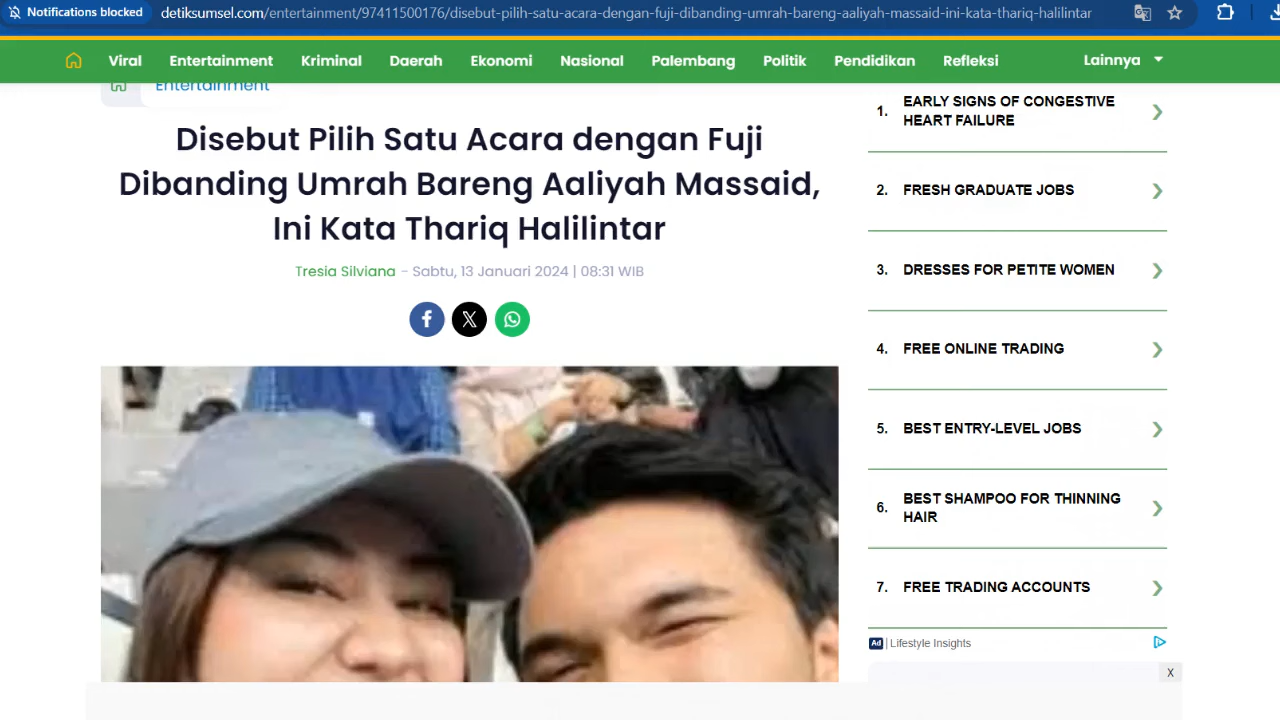 Notifications blocked
detiksumsel.com/entertainment/97411500176/disebut-pilih-satu-acara-dengan-fuji-dibanding-umrah-bareng-aaliyah-massaid-ini-kata-thariq-halilintar
Viral Entertainment Kriminal Daerah Ekonomi Nasional Palembang Politik Pendidikan Refleksi Lainnya
Entertainment
Disebut Pilih Satu Acara dengan Fuji
Dibanding Umrah Bareng Aaliyah Massaid,
Ini Kata Thariq Halilintar
Tresia Silviana - Sabtu, 13 Januari 2024 | 08:31 WIB
1. EARLY SIGNS OF CONGESTIVE
HEART FAILURE
2. FRESH GRADUATE JOBS
3. DRESSES FOR PETITE WOMEN
4. FREE ONLINE TRADING
5. BEST ENTRY-LEVEL JOBS
6. BEST SHAMPOO FOR THINNING
HAIR
7. FREE TRADING ACCOUNTS
Ad | Lifestyle Insights
X